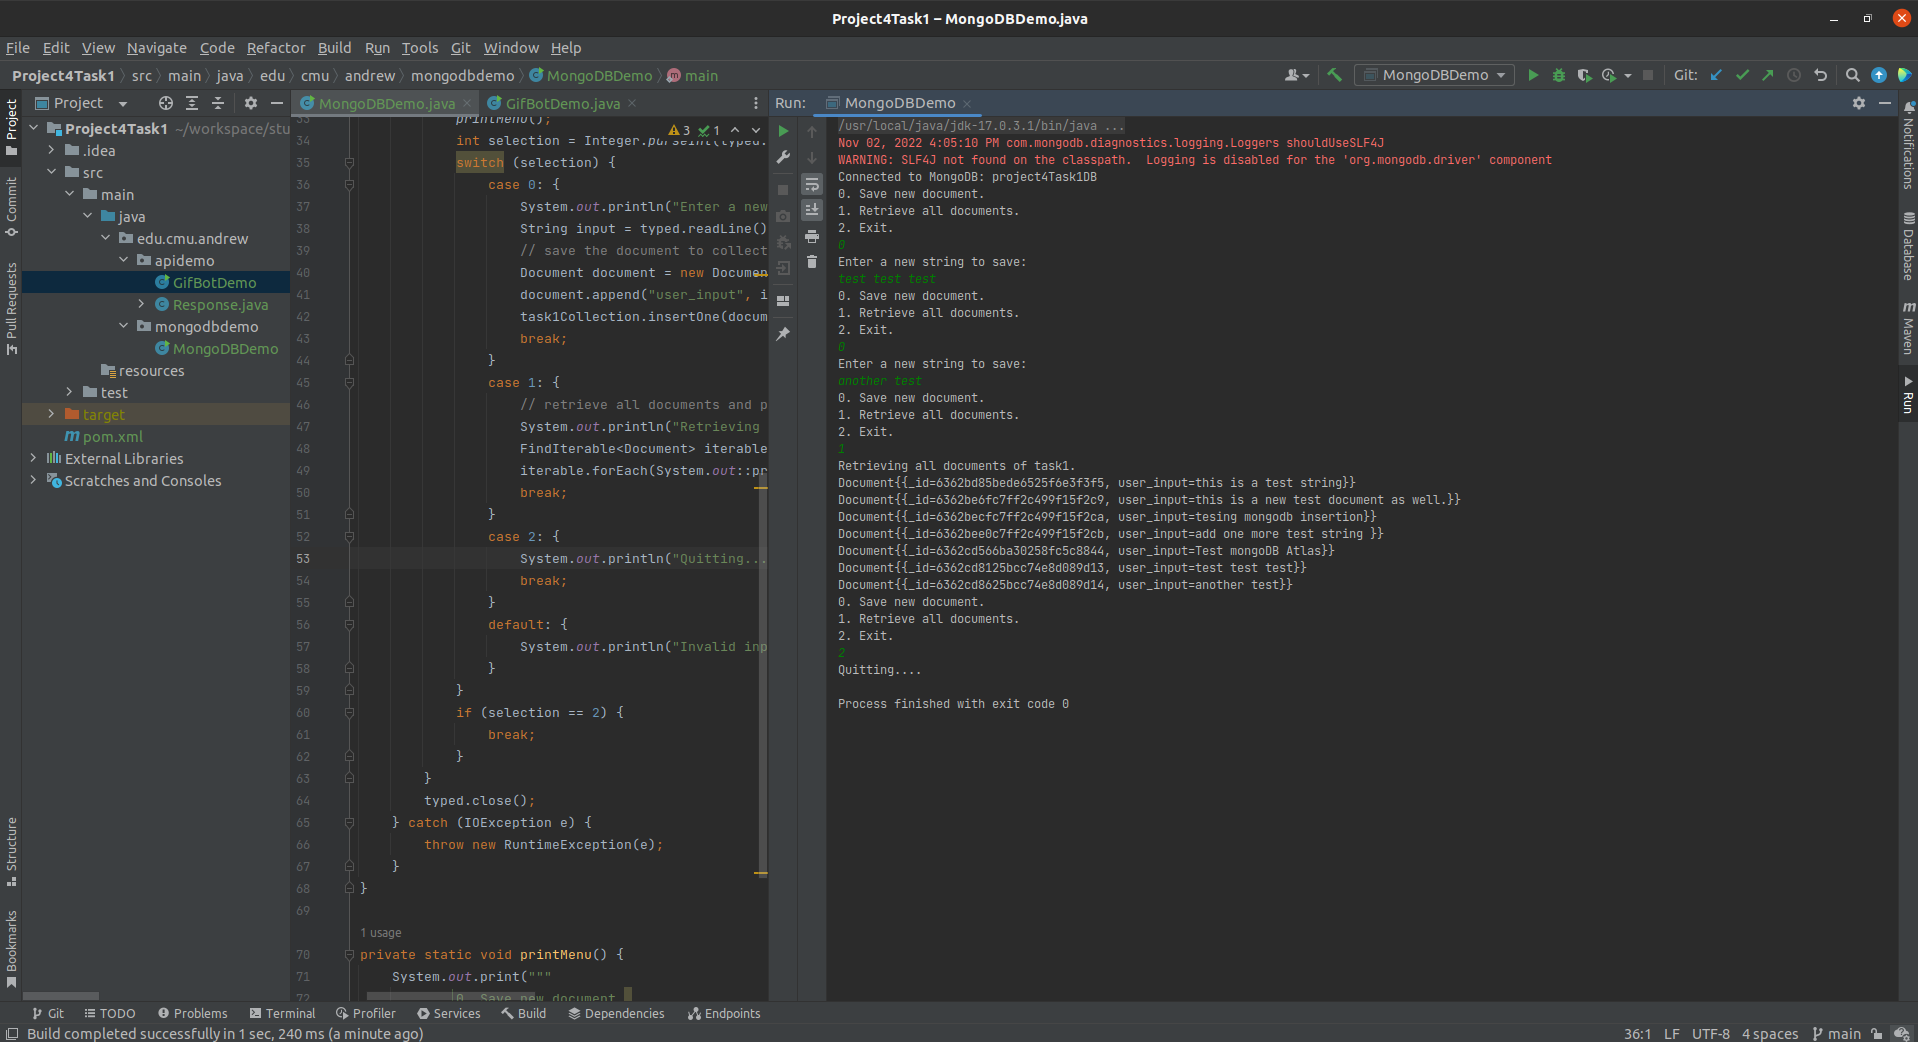 Project4Task1 – MongoDBDemo.java
File Edit View Navigate Code Refactor Build Run Tools Git Window Help
Project4Task1 src main java edu cmu andrew mongodbdemo MongoDBDemo main
MongoDBDemo Git:
Project
MongoDBDemo.java GifBotDemo.java
Run: MongoDBDemo
Project
Commit
Pull Requests
Structure
Bookmarks
Project4Task1 ~/workspace/stu
.idea
src
main
java
edu.cmu.andrew
apidemo
GifBotDemo
Response.java
mongodbdemo
MongoDBDemo
resources
test
target
pom.xml
External Libraries
Scratches and Consoles
3 1
33 printMenu();
34 int selection = Integer.parseInt(typed.
35 switch (selection) {
36 case 0: {
37 System.out.println("Enter a new
38 String input = typed.readLine()
39 // save the document to collect
40 Document document = new Documen
41 document.append("user_input", i
42 task1Collection.insertOne(docum
43 break;
44 }
45 case 1: {
46 // retrieve all documents and p
47 System.out.println("Retrieving
48 FindIterable<Document> iterable
49 iterable.forEach(System.out::pr
50 break;
51 }
52 case 2: {
53 System.out.println("Quitting...
54 break;
55 }
56 default: {
57 System.out.println("Invalid inp
58 }
59 }
60 if (selection == 2) {
61 break;
62 }
63 }
64 typed.close();
65 } catch (IOException e) {
66 throw new RuntimeException(e);
67 }
68 }
69
1 usage
70 private static void printMenu() {
71 System.out.print("""
72 0. Save new document.
/usr/local/java/jdk-17.0.3.1/bin/java ...
Nov 02, 2022 4:05:10 PM com.mongodb.diagnostics.logging.Loggers shouldUseSLF4J
WARNING: SLF4J not found on the classpath.  Logging is disabled for the 'org.mongodb.driver' component
Connected to MongoDB: project4Task1DB
0. Save new document.
1. Retrieve all documents.
2. Exit.
0
Enter a new string to save:
test test test
0. Save new document.
1. Retrieve all documents.
2. Exit.
0
Enter a new string to save:
another test
0. Save new document.
1. Retrieve all documents.
2. Exit.
1
Retrieving all documents of task1.
Document{{_id=6362bd85bede6525f6e3f3f5, user_input=this is a test string}}
Document{{_id=6362be6fc7ff2c499f15f2c9, user_input=this is a new test document as well.}}
Document{{_id=6362becfc7ff2c499f15f2ca, user_input=tesing mongodb insertion}}
Document{{_id=6362bee0c7ff2c499f15f2cb, user_input=add one more test string }}
Document{{_id=6362cd566ba30258fc5c8844, user_input=Test mongoDB Atlas}}
Document{{_id=6362cd8125bcc74e8d089d13, user_input=test test test}}
Document{{_id=6362cd8625bcc74e8d089d14, user_input=another test}}
0. Save new document.
1. Retrieve all documents.
2. Exit.
2
Quitting....
Process finished with exit code 0
Notifications
Database
Maven
Run
Git TODO Problems Terminal Profiler Services Build Dependencies Endpoints
Build completed successfully in 1 sec, 240 ms (a minute ago)
36:1 LF UTF-8 4 spaces main